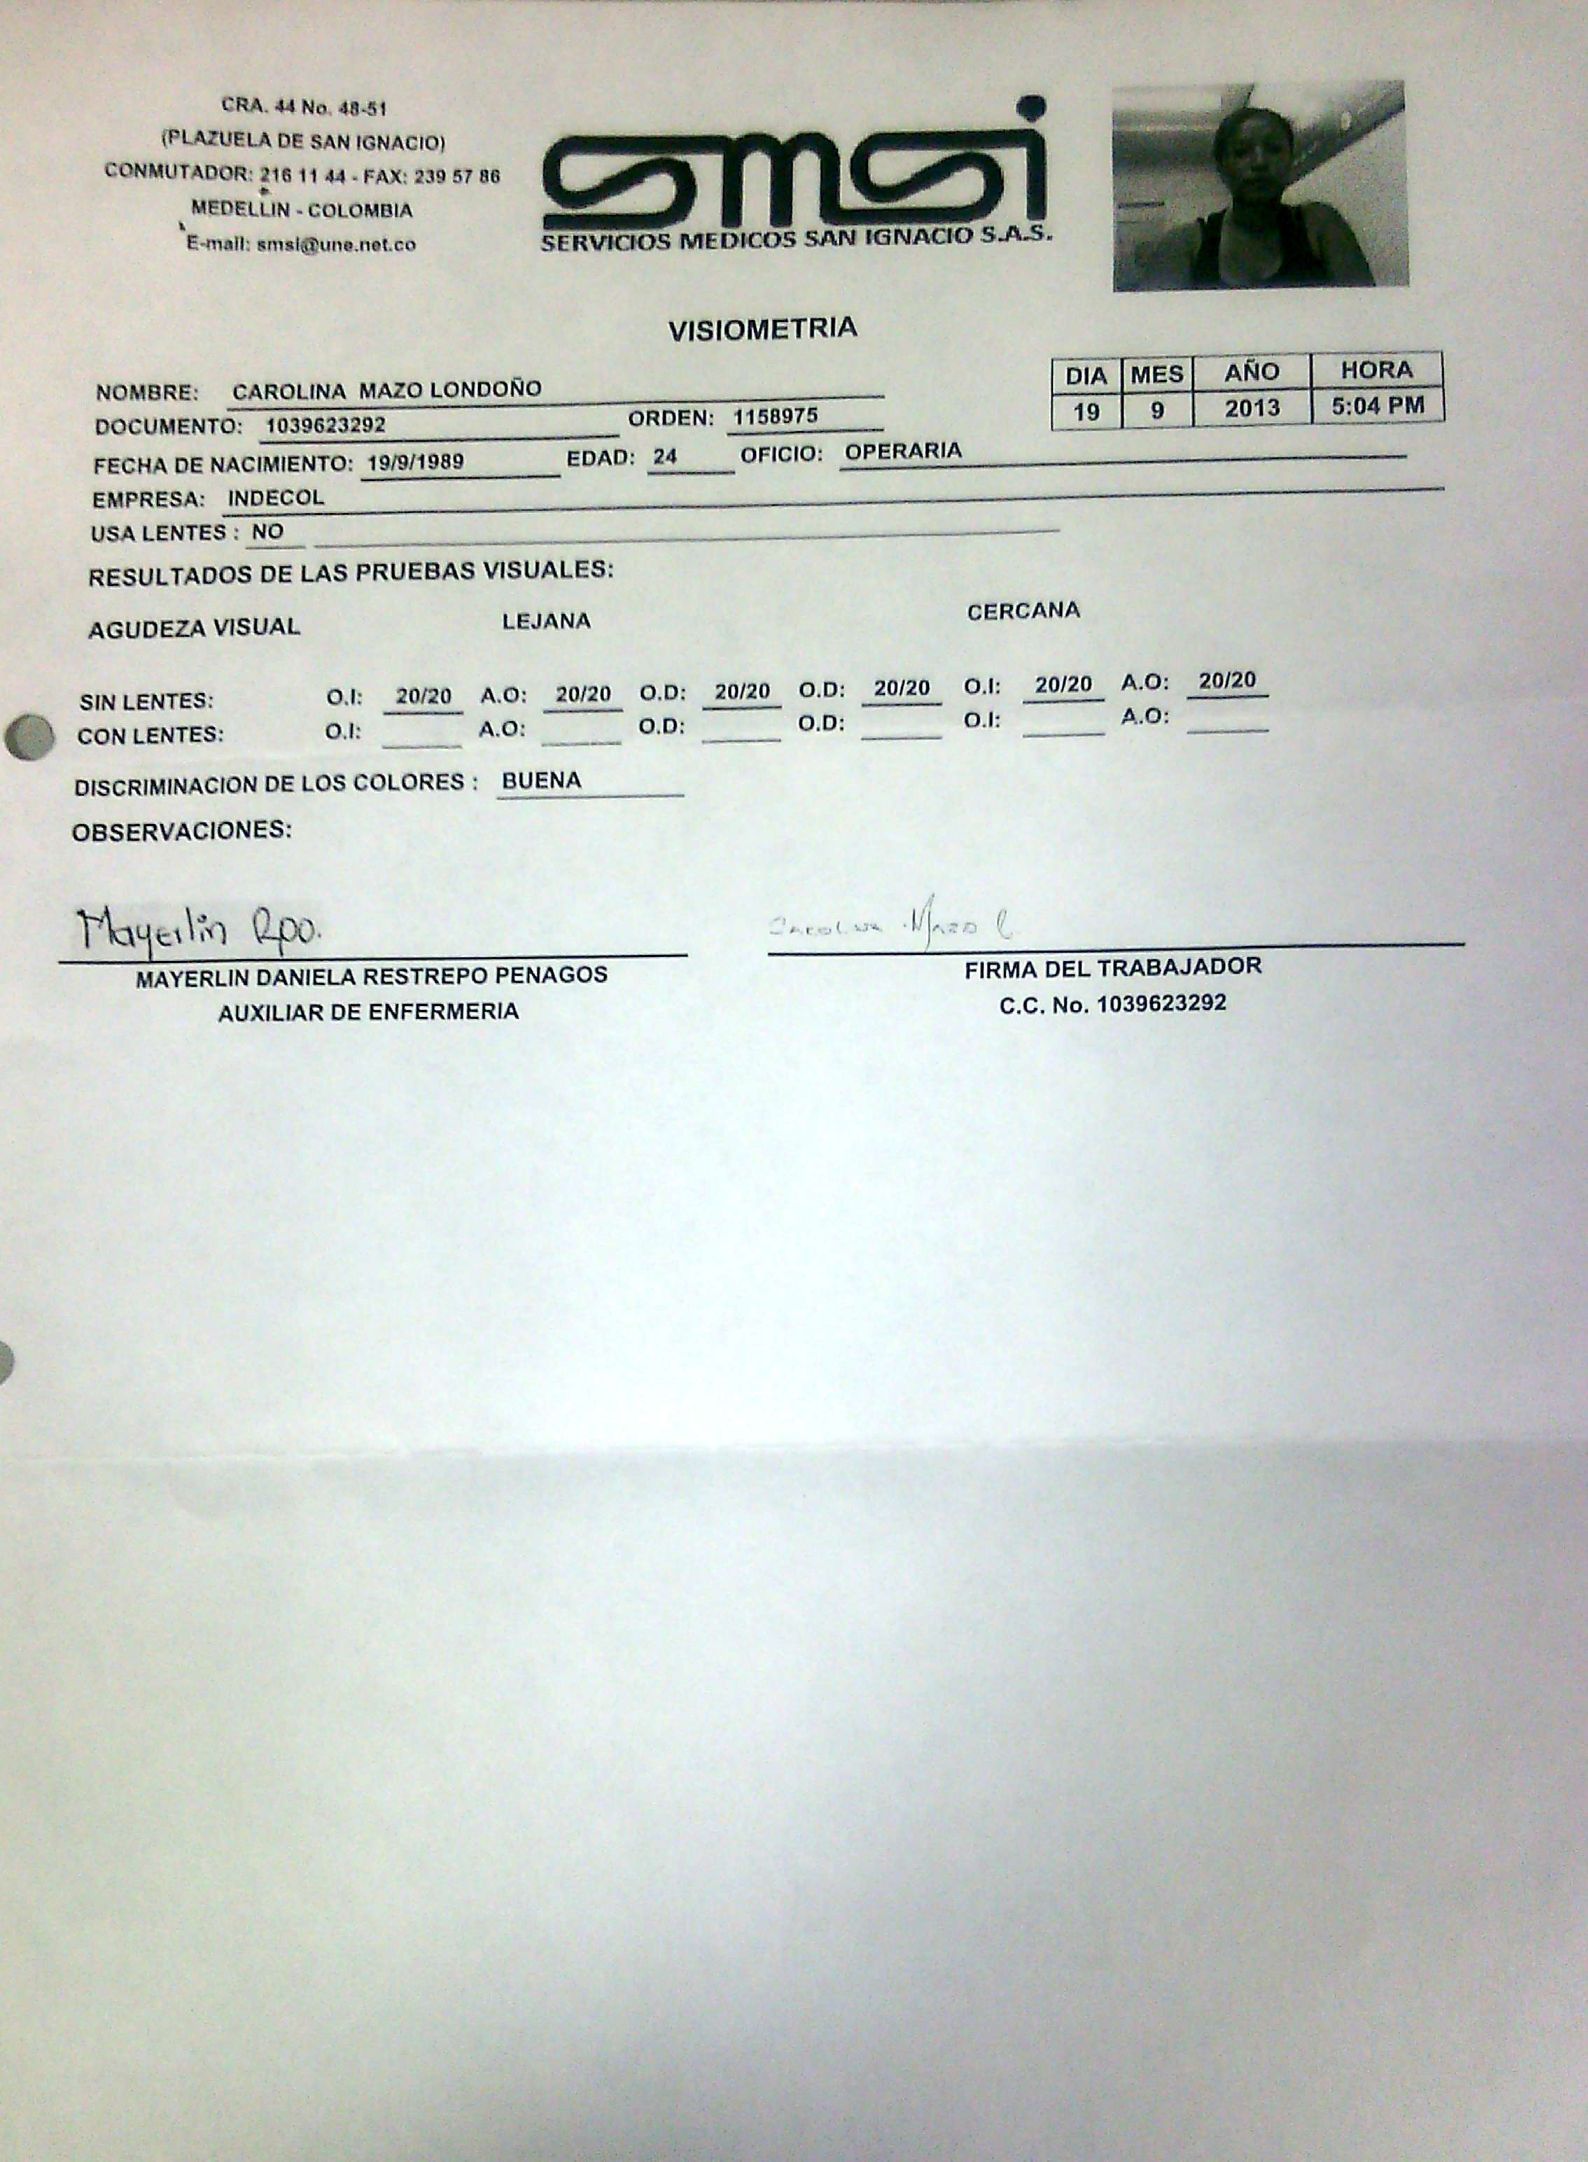 CRA. 44 No. 48-51
(PLAZUELA DE SAN IGNACIO)
CONMUTADOR: 216 11 44 - FAX: 239 57 86
MEDELLIN - COLOMBIA
E-mail: smsi@une.net.co
smsi
SERVICIOS MEDICOS SAN IGNACIO S.A.S.
VISIOMETRIA
DIA MES AÑO HORA
19 9 2013 5:04 PM
NOMBRE: CAROLINA MAZO LONDOÑO
DOCUMENTO: 1039623292 ORDEN: 1158975
FECHA DE NACIMIENTO: 19/9/1989 EDAD: 24 OFICIO: OPERARIA
EMPRESA: INDECOL
USA LENTES : NO
RESULTADOS DE LAS PRUEBAS VISUALES:
AGUDEZA VISUAL LEJANA CERCANA
SIN LENTES: O.I: 20/20 A.O: 20/20 O.D: 20/20 O.D: 20/20 O.I: 20/20 A.O: 20/20
CON LENTES: O.I: A.O: O.D: O.D: O.I: A.O:
DISCRIMINACION DE LOS COLORES : BUENA
OBSERVACIONES:
Mayerlin Rpo. Carolina Mazo L
MAYERLIN DANIELA RESTREPO PENAGOS FIRMA DEL TRABAJADOR
AUXILIAR DE ENFERMERIA C.C. No. 1039623292